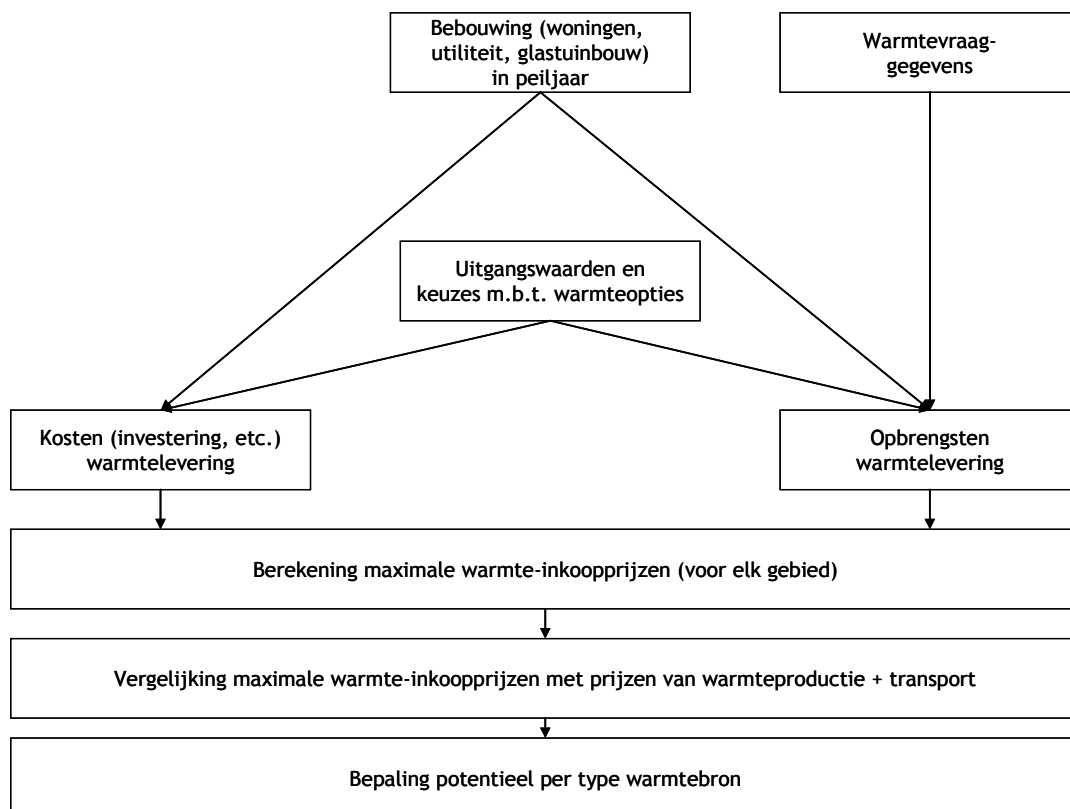 Bebouwing (woningen,
utiliteit, glastuinbouw)
in peiljaar
Warmtevraag-
gegevens
Uitgangswaarden en
keuzes m.b.t. warmteopties
Kosten (investering, etc.)
warmtelevering
Opbrengsten
warmtelevering
Berekening maximale warmte-inkoopprijzen (voor elk gebied)
Vergelijking maximale warmte-inkoopprijzen met prijzen van warmteproductie + transport
Bepaling potentieel per type warmtebron